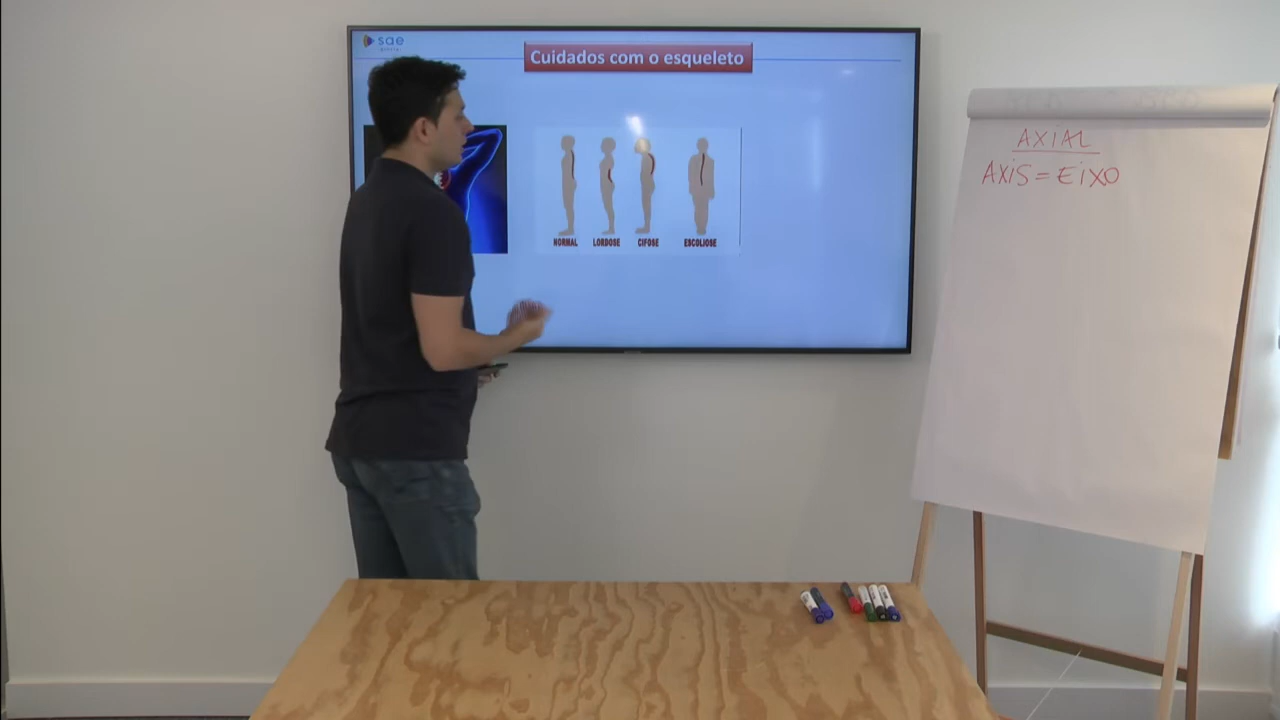 sae
Cuidados com o esqueleto
NORMAL LORDOSE CIFOSE ESCOLIOSE
AXIAL
AXIS = EIXO